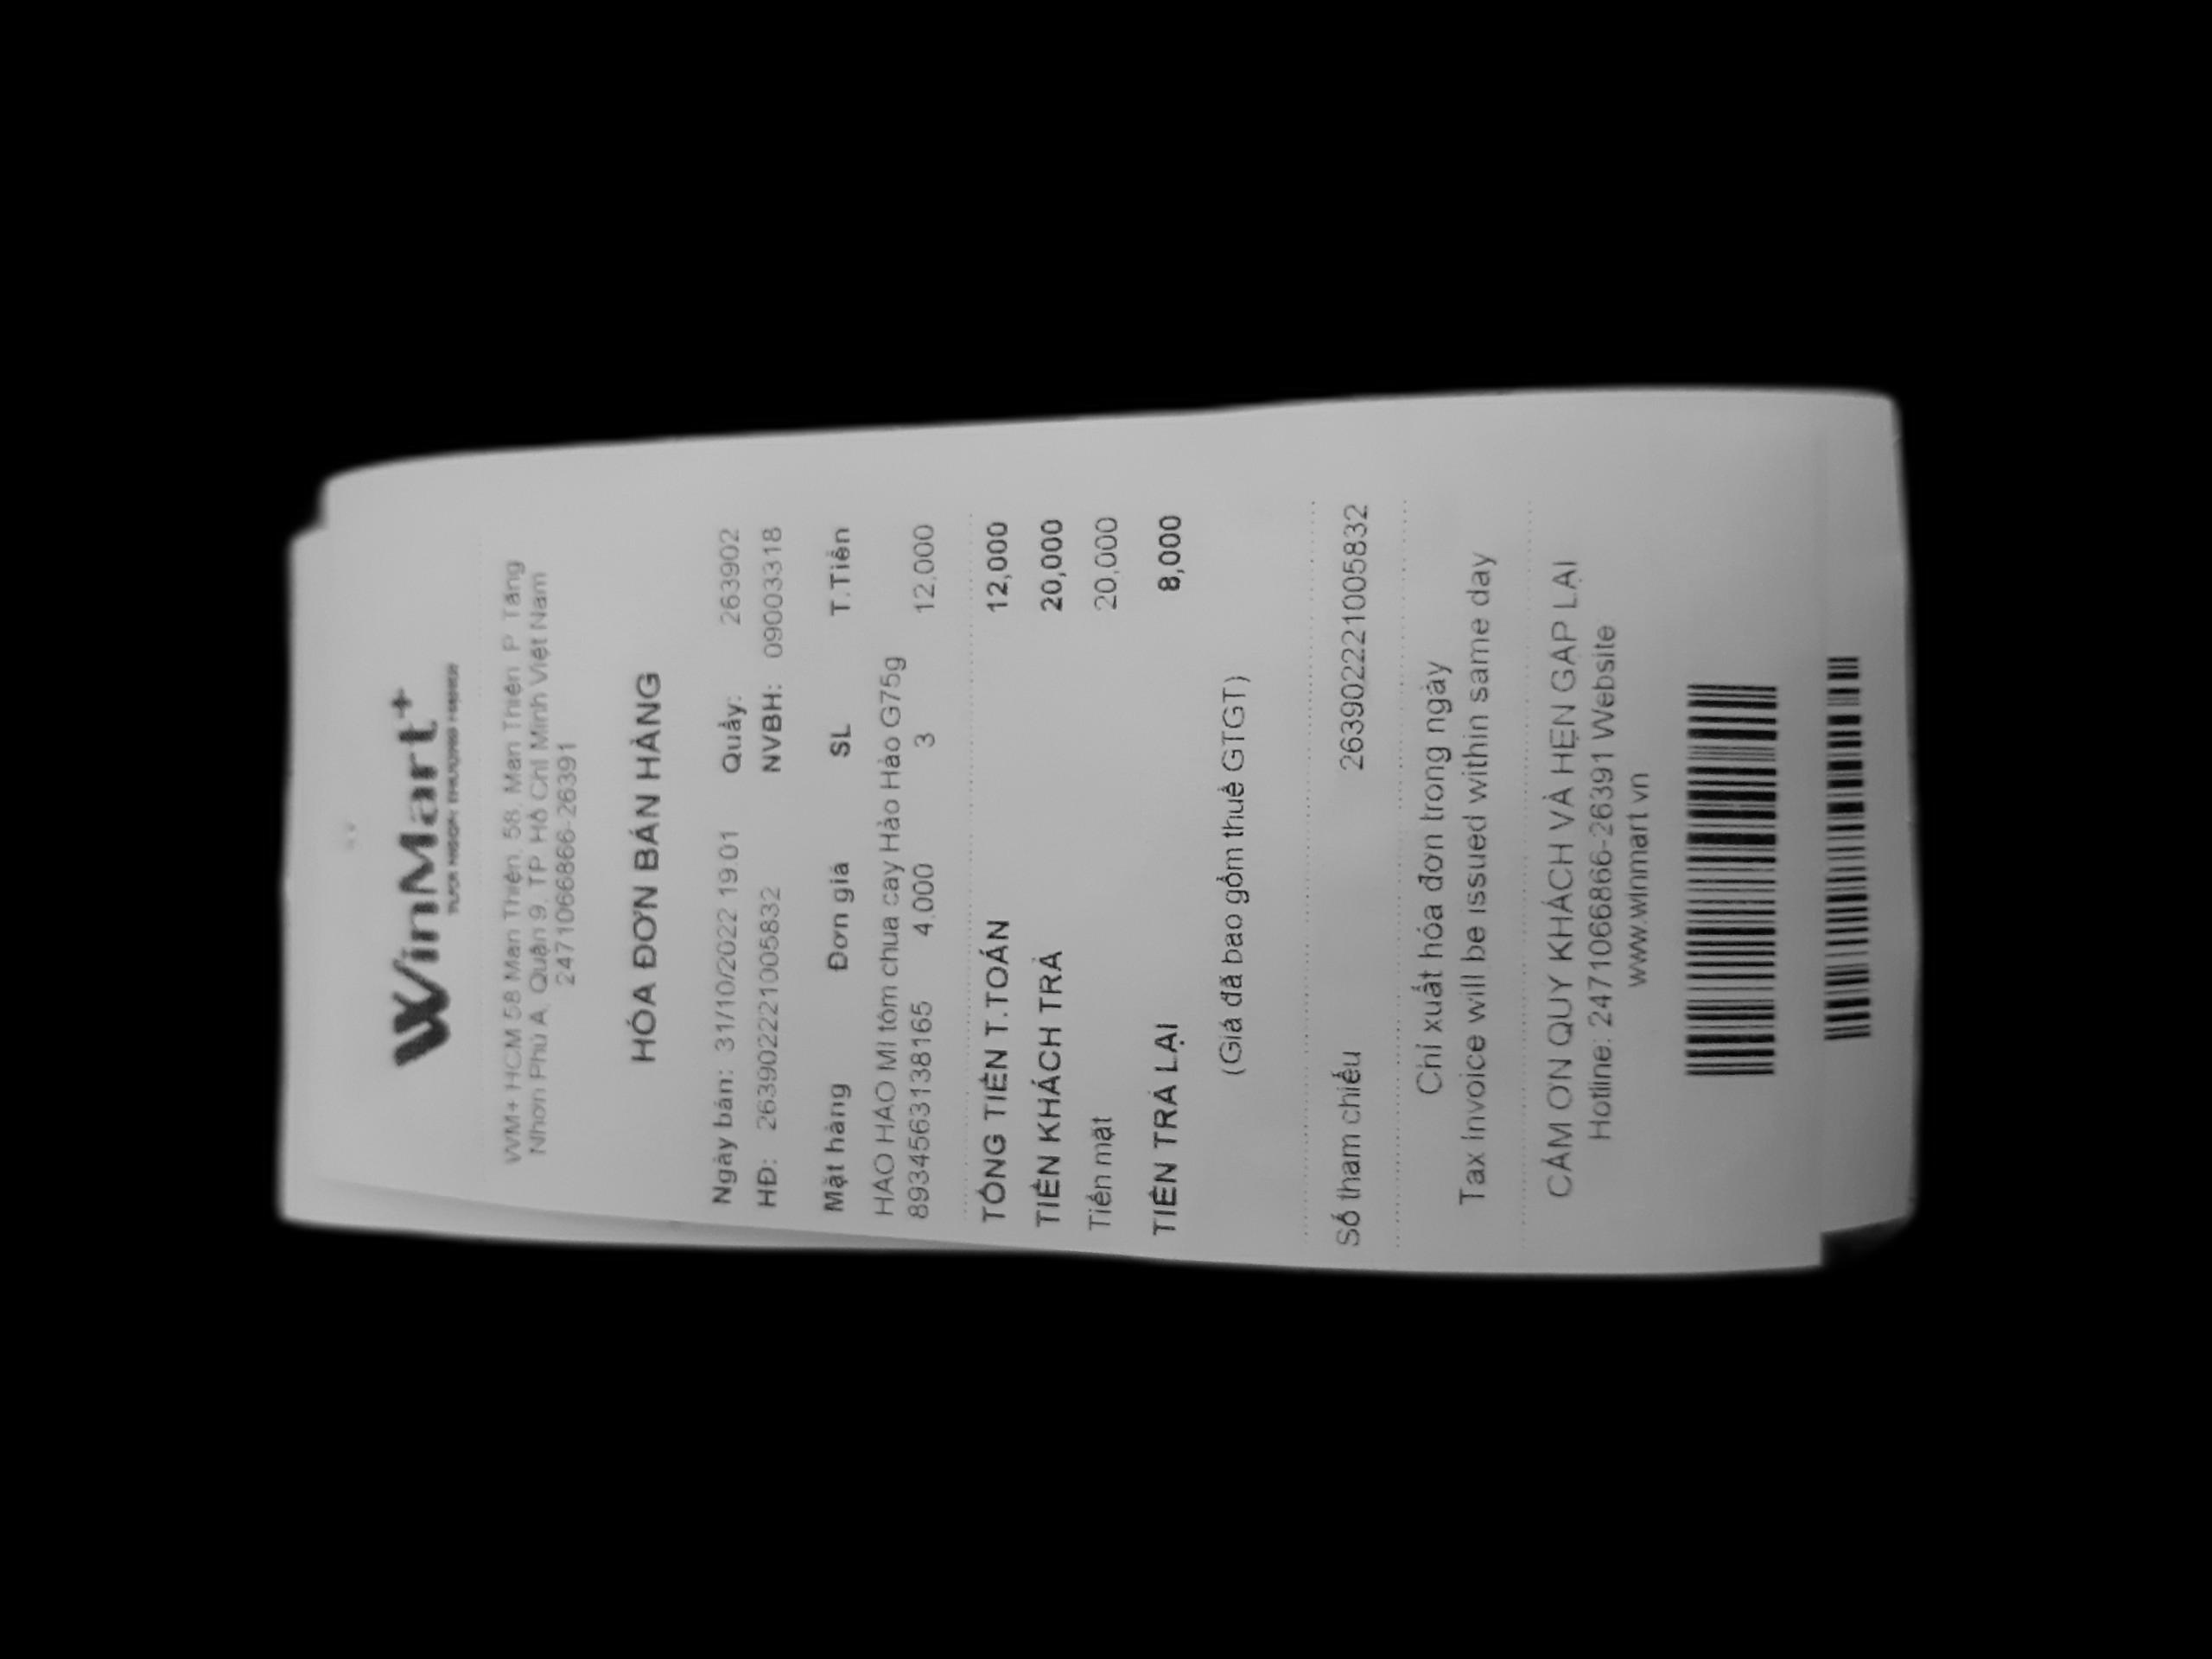 WinMart+
TƯƠI NGON THƯỢNG HẠNG
WM+ HCM 58 Man Thiện, 58, Man Thiện P Tăng
Nhơn Phú A, Quận 9, TP Hồ Chí Minh Việt Nam
2471066866-26391
HÓA ĐƠN BÁN HÀNG
Ngày bán: 31/10/2022 19:01 Quầy: 263902
HĐ: 263902221005832 NVBH: 09003318
Mặt hàng Đơn giá SL T.Tiền
HAO HAO Mì tôm chua cay Hảo Hảo G75g
8934563138165 4,000 3 12,000
TỔNG TIỀN T.TOÁN 12,000
TIỀN KHÁCH TRẢ 20,000
Tiền mặt 20,000
TIỀN TRẢ LẠI 8,000
(Giá đã bao gồm thuế GTGT)
Số tham chiếu 263902221005832
Chỉ xuất hóa đơn trong ngày
Tax invoice will be issued within same day
CẢM ƠN QUÝ KHÁCH VÀ HẸN GẶP LẠI
Hotline: 2471066866-26391 Website
www.winmart.vn